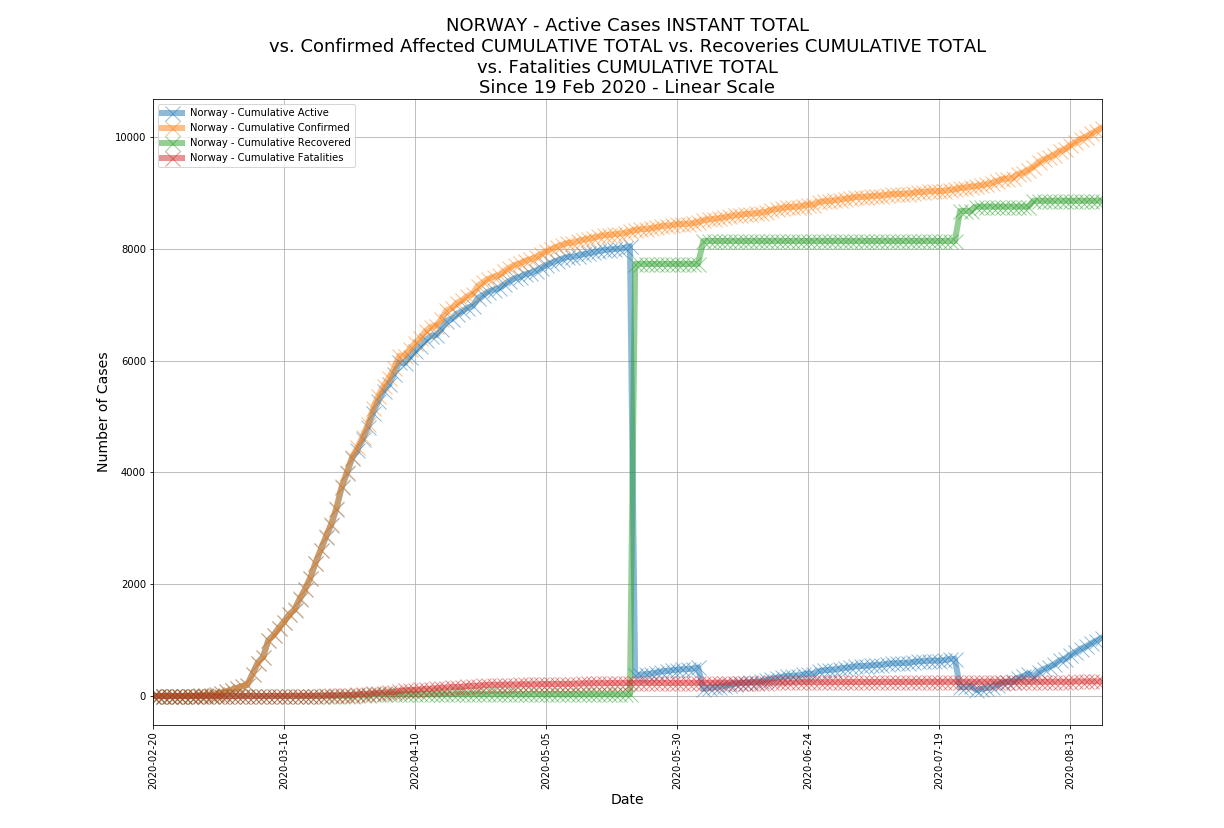 NORWAY - Active Cases INSTANT TOTAL
vs. Confirmed Affected CUMULATIVE TOTAL vs. Recoveries CUMULATIVE TOTAL
vs. Fatalities CUMULATIVE TOTAL
Since 19 Feb 2020 - Linear Scale
Norway - Cumulative Active
Norway - Cumulative Confirmed
Norway - Cumulative Recovered
Norway - Cumulative Fatalities
10000
8000
6000
4000
2000
0
Number of Cases
2020-02-20
2020-03-16
2020-04-10
2020-05-05
2020-05-30
2020-06-24
2020-07-19
2020-08-13
Date